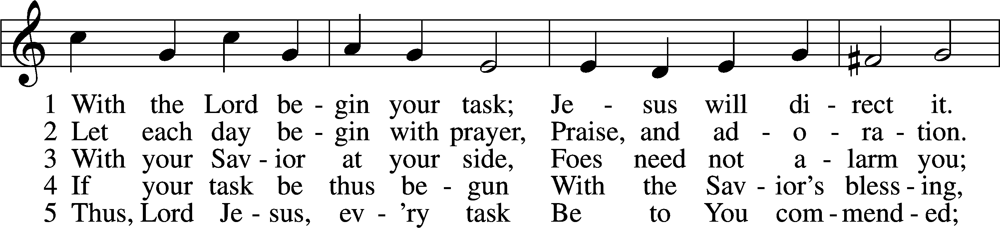 1 With the Lord be - gin your task; Je - sus will di - rect it.
2 Let each day be - gin with prayer, Praise, and ad - o - ra - tion.
3 With your Sav - ior at your side, Foes need not a - larm you;
4 If your task be thus be - gun With the Sav - ior's bless - ing,
5 Thus, Lord Je - sus, ev - 'ry task Be to You com - mend - ed;